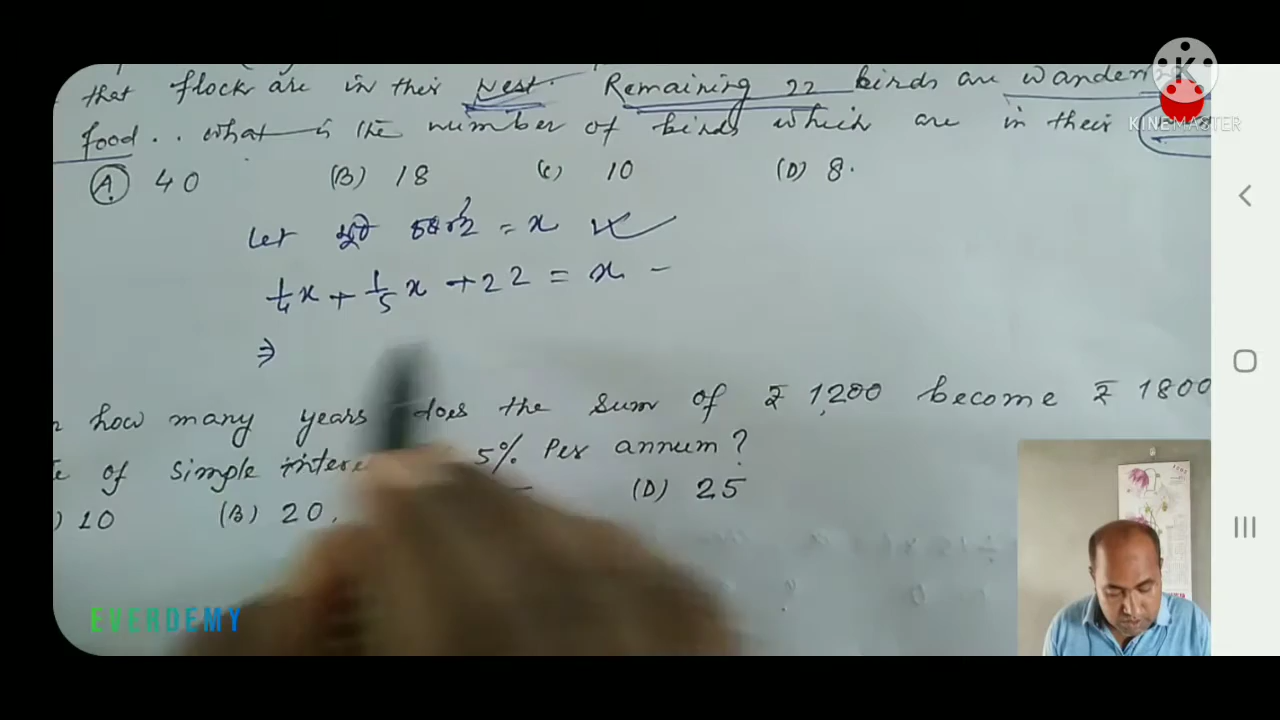 that flock are in their Nest. Remaining 22 birds are wander
food.. what is the number of birds which are in their
(A) 40 (B) 18 (C) 10 (D) 8.
Let = x
1/4x + 1/5x + 22 = x -
⇒
how many years does the sum of ₹ 1200 become ₹ 1800
of simple 5% Per annum?
10 (B) 20, (D) 25
EVERDEMY
KINEMASTER